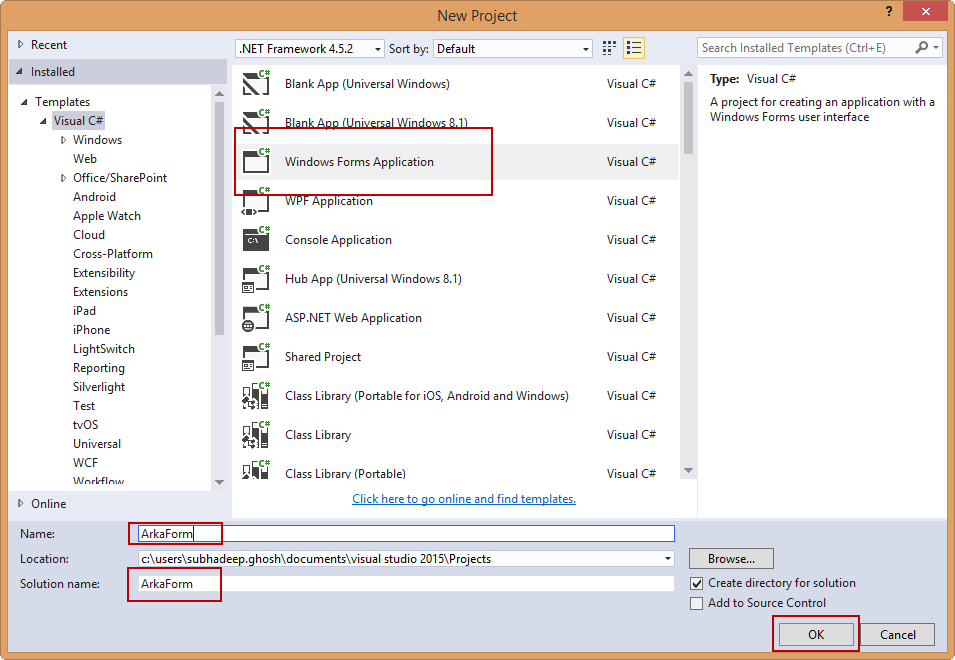 New Project
?
Recent
Installed
Templates
Visual C#
Windows
Web
Office/SharePoint
Android
Apple Watch
Cloud
Cross-Platform
Extensibility
Extensions
iPad
iPhone
LightSwitch
Reporting
Silverlight
Test
tvOS
Universal
WCF
Workflow
Online
.NET Framework 4.5.2 Sort by: Default
C# Blank App (Universal Windows) Visual C#
C# Blank App (Universal Windows 8.1) Visual C#
C# Windows Forms Application Visual C#
C# WPF Application Visual C#
C# C:\ Console Application Visual C#
C# Hub App (Universal Windows 8.1) Visual C#
C# ASP.NET Web Application Visual C#
C# Shared Project Visual C#
C# Class Library (Portable for iOS, Android and Windows) Visual C#
C# Class Library Visual C#
C# Class Library (Portable) Visual C#
Click here to go online and find templates.
Search Installed Templates (Ctrl+E)
Type: Visual C#
A project for creating an application with a
Windows Forms user interface
Name: ArkaForm
Location: c:\users\subhadeep.ghosh\documents\visual studio 2015\Projects
Browse...
Solution name: ArkaForm
Create directory for solution
Add to Source Control
OK Cancel